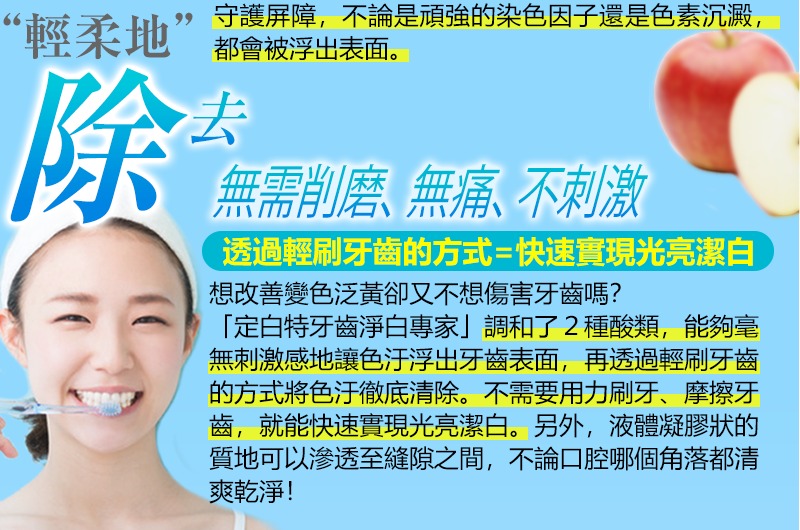 “輕柔地”
除去
守護屏障，不論是頑強的染色因子還是色素沉澱，
都會被浮出表面。
無需削磨、無痛、不刺激
透過輕刷牙齒的方式=快速實現光亮潔白
想改善變色泛黃卻又不想傷害牙齒嗎？
「定白特牙齒淨白專家」調和了２種酸類，能夠毫
無刺激感地讓色汙浮出牙齒表面，再透過輕刷牙齒
的方式將色汙徹底清除。不需要用力刷牙、摩擦牙
齒，就能快速實現光亮潔白。另外，液體凝膠狀的
質地可以滲透至縫隙之間，不論口腔哪個角落都清
爽乾淨！